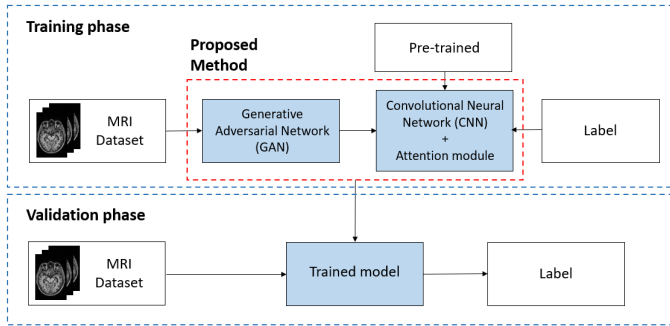 Training phase
Proposed
Method
Pre-trained
MRI
Dataset
Generative
Adversarial Network
(GAN)
Convolutional Neural
Network (CNN)
+
Attention module
Label
Validation phase
MRI
Dataset
Trained model
Label